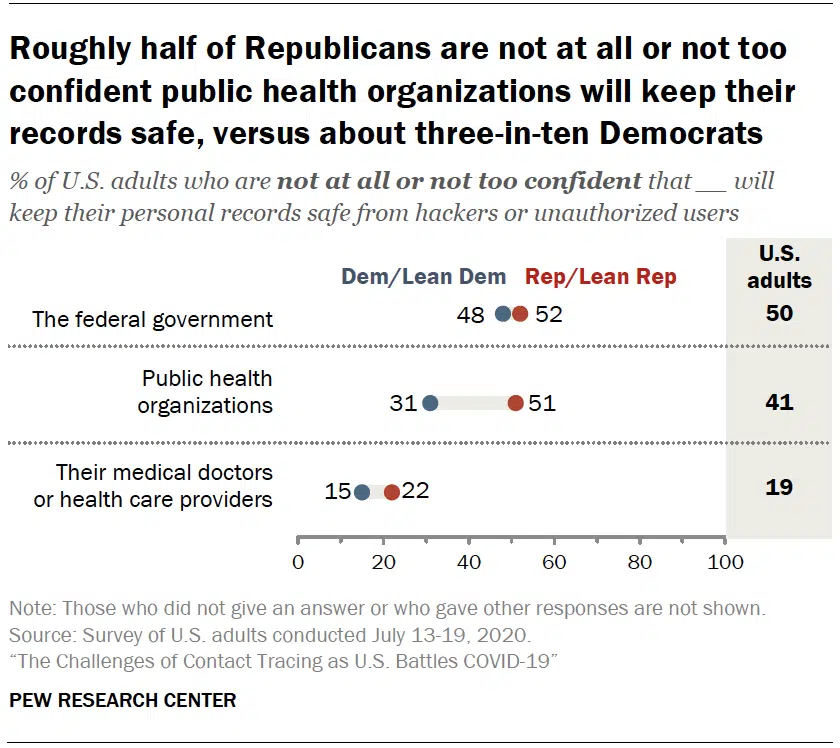 Roughly half of Republicans are not at all or not too
confident public health organizations will keep their
records safe, versus about three-in-ten Democrats
% of U.S. adults who are not at all or not too confident that __ will
keep their personal records safe from hackers or unauthorized users
U.S.
adults
Dem/Lean Dem Rep/Lean Rep
The federal government 48 52 50
Public health
organizations 31 51 41
Their medical doctors
or health care providers 15 22 19
0 20 40 60 80 100
Note: Those who did not give an answer or who gave other responses are not shown.
Source: Survey of U.S. adults conducted July 13-19, 2020.
“The Challenges of Contact Tracing as U.S. Battles COVID-19”
PEW RESEARCH CENTER